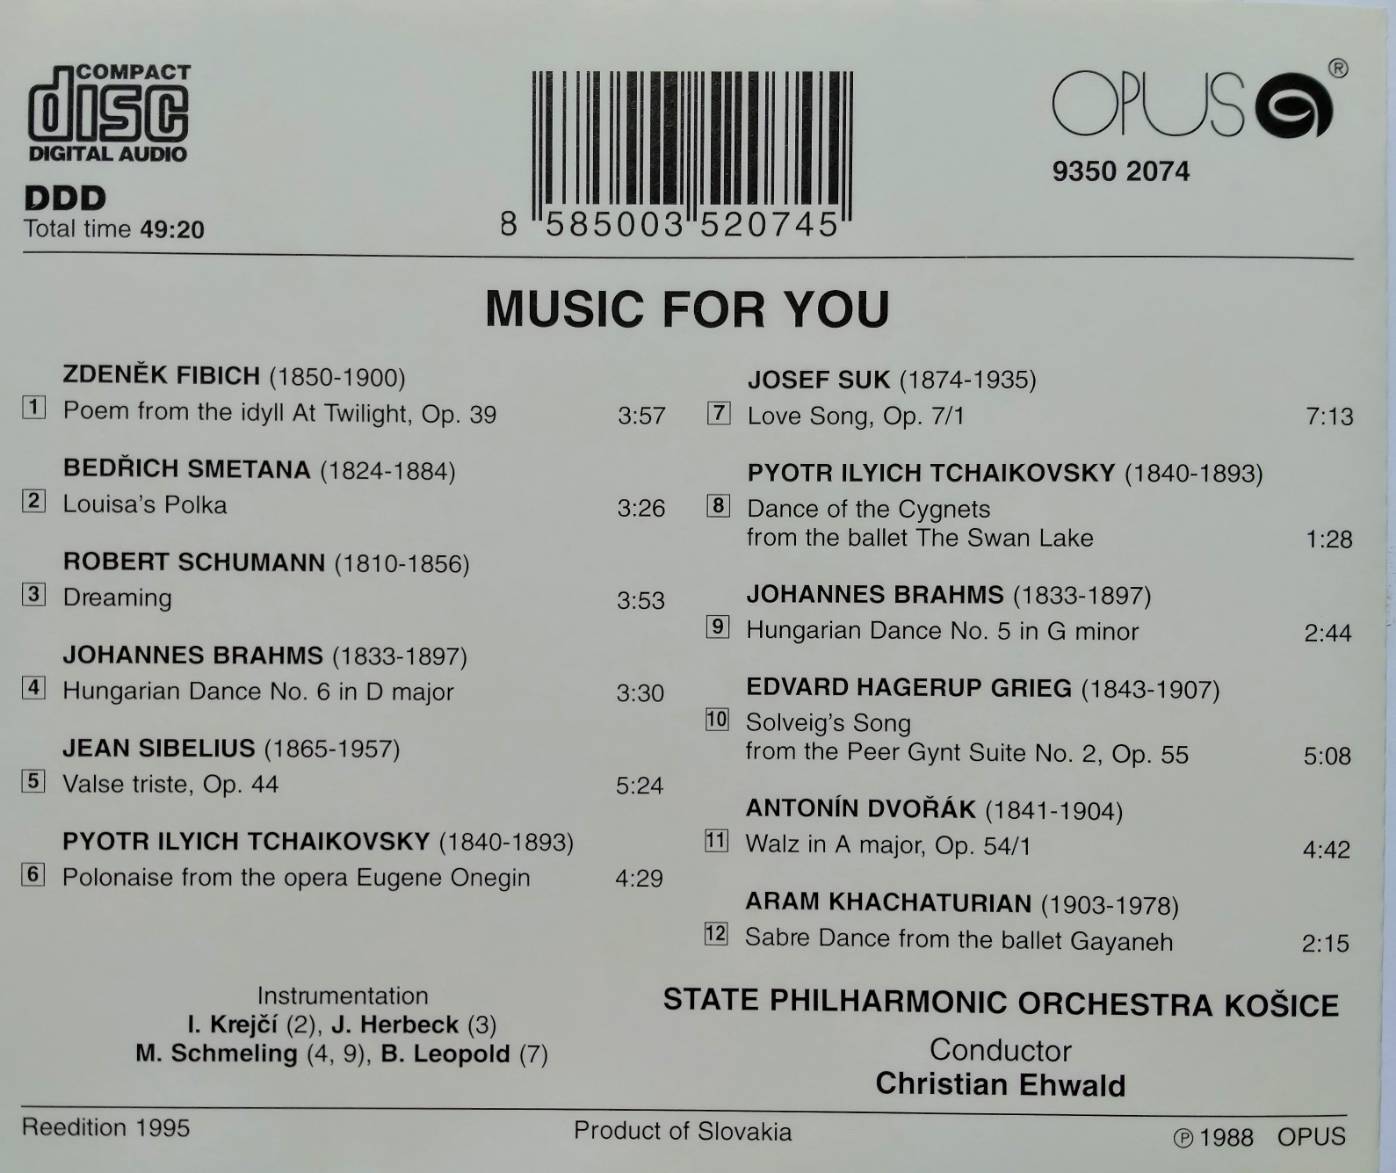 COMPACT
disc
DIGITAL AUDIO
DDD
Total time 49:20
8 585003 520745
OPUS ®
9350 2074
MUSIC FOR YOU
ZDENĚK FIBICH (1850-1900)
1 Poem from the idyll At Twilight, Op. 39 3:57
BEDŘICH SMETANA (1824-1884)
2 Louisa's Polka 3:26
ROBERT SCHUMANN (1810-1856)
3 Dreaming 3:53
JOHANNES BRAHMS (1833-1897)
4 Hungarian Dance No. 6 in D major 3:30
JEAN SIBELIUS (1865-1957)
5 Valse triste, Op. 44 5:24
PYOTR ILYICH TCHAIKOVSKY (1840-1893)
6 Polonaise from the opera Eugene Onegin 4:29
JOSEF SUK (1874-1935)
7 Love Song, Op. 7/1 7:13
PYOTR ILYICH TCHAIKOVSKY (1840-1893)
8 Dance of the Cygnets
from the ballet The Swan Lake 1:28
JOHANNES BRAHMS (1833-1897)
9 Hungarian Dance No. 5 in G minor 2:44
EDVARD HAGERUP GRIEG (1843-1907)
10 Solveig's Song
from the Peer Gynt Suite No. 2, Op. 55 5:08
ANTONÍN DVOŘÁK (1841-1904)
11 Walz in A major, Op. 54/1 4:42
ARAM KHACHATURIAN (1903-1978)
12 Sabre Dance from the ballet Gayaneh 2:15
Instrumentation
I. Krejčí (2), J. Herbeck (3)
M. Schmeling (4, 9), B. Leopold (7)
STATE PHILHARMONIC ORCHESTRA KOŠICE
Conductor
Christian Ehwald
Reedition 1995
Product of Slovakia
℗ 1988 OPUS